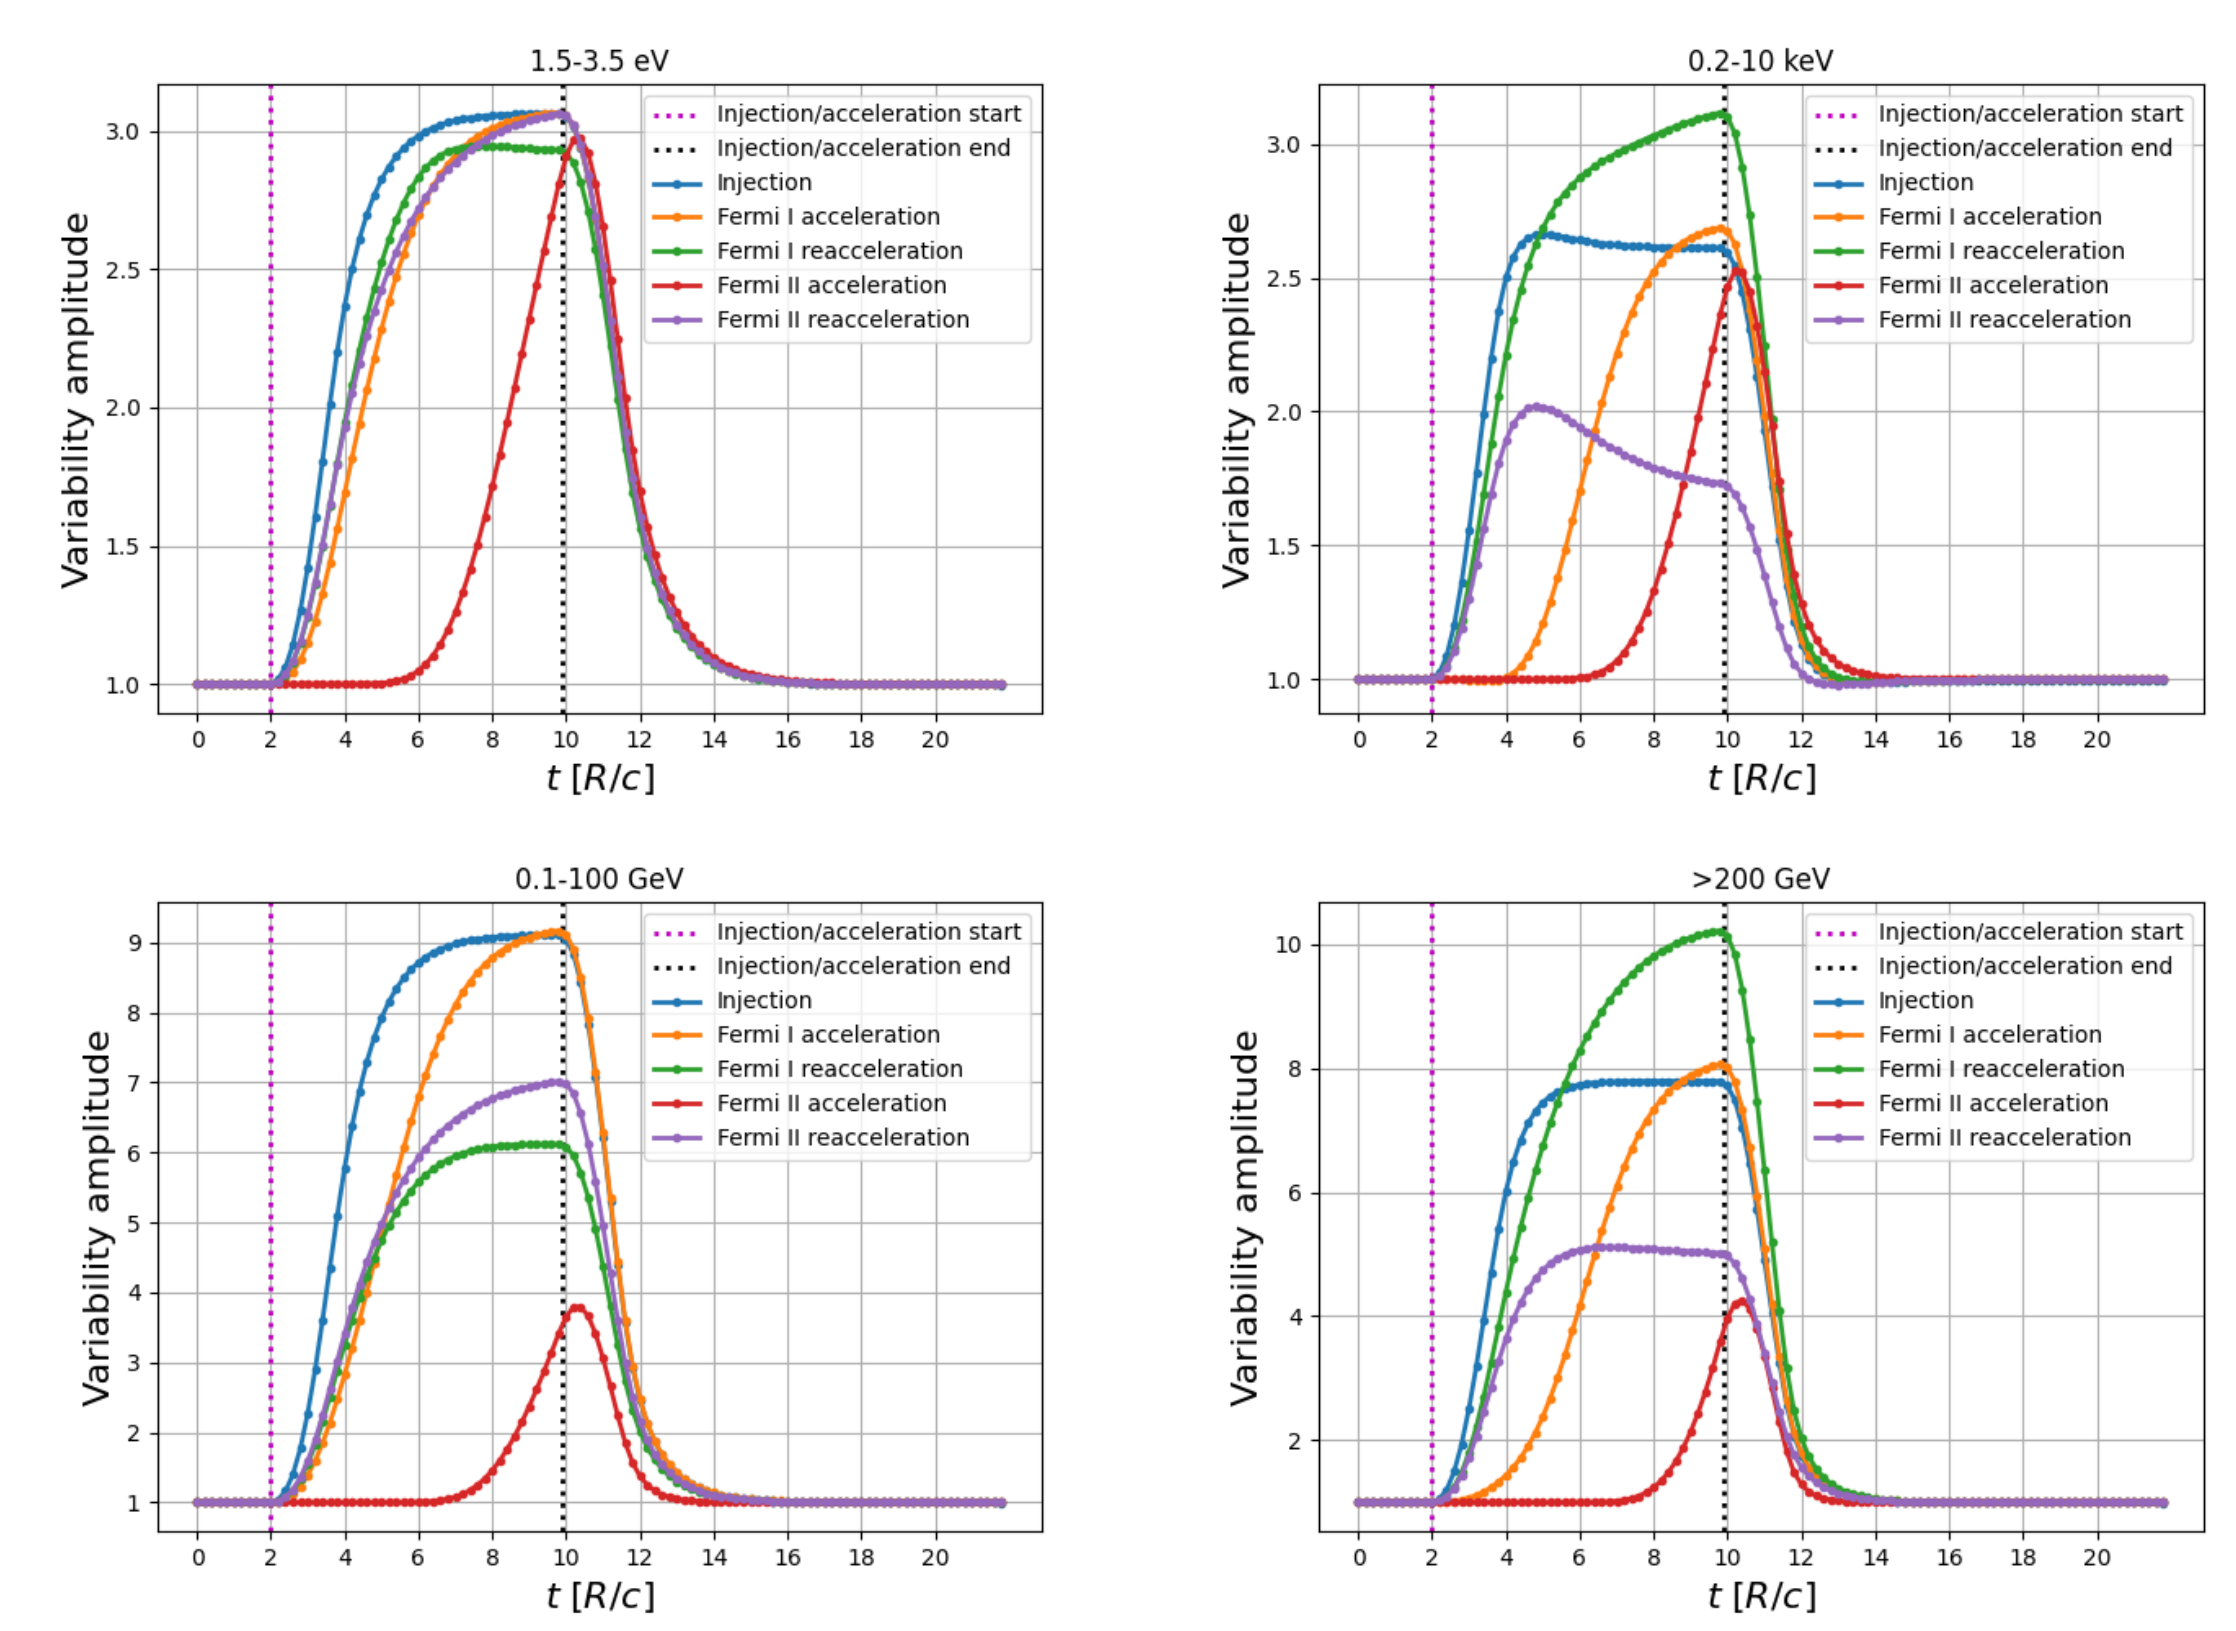 1.5-3.5 eV
3.0
2.5
2.0
1.5
1.0
Variability amplitude
Injection/acceleration start
Injection/acceleration end
Injection
Fermi I acceleration
Fermi I reacceleration
Fermi II acceleration
Fermi II reacceleration
0 2 4 6 8 10 12 14 16 18 20
t [R/c]
0.2-10 keV
3.0
2.5
2.0
1.5
1.0
Variability amplitude
Injection/acceleration start
Injection/acceleration end
Injection
Fermi I acceleration
Fermi I reacceleration
Fermi II acceleration
Fermi II reacceleration
0 2 4 6 8 10 12 14 16 18 20
t [R/c]
0.1-100 GeV
9
8
7
6
5
4
3
2
1
Variability amplitude
Injection/acceleration start
Injection/acceleration end
Injection
Fermi I acceleration
Fermi I reacceleration
Fermi II acceleration
Fermi II reacceleration
0 2 4 6 8 10 12 14 16 18 20
t [R/c]
>200 GeV
10
8
6
4
2
Variability amplitude
Injection/acceleration start
Injection/acceleration end
Injection
Fermi I acceleration
Fermi I reacceleration
Fermi II acceleration
Fermi II reacceleration
0 2 4 6 8 10 12 14 16 18 20
t [R/c]